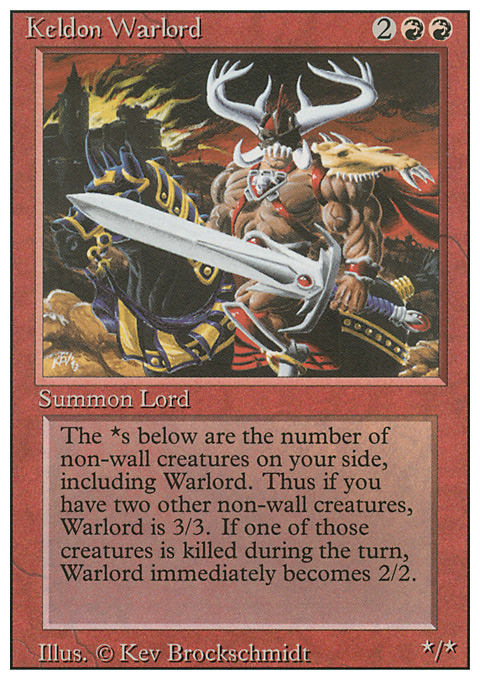 Keldon Warlord 2
KEV 93
Summon Lord
The *s below are the number of
non-wall creatures on your side,
including Warlord. Thus if you
have two other non-wall creatures,
Warlord is 3/3. If one of those
creatures is killed during the turn,
Warlord immediately becomes 2/2.
Illus. © Kev Brockschmidt */*